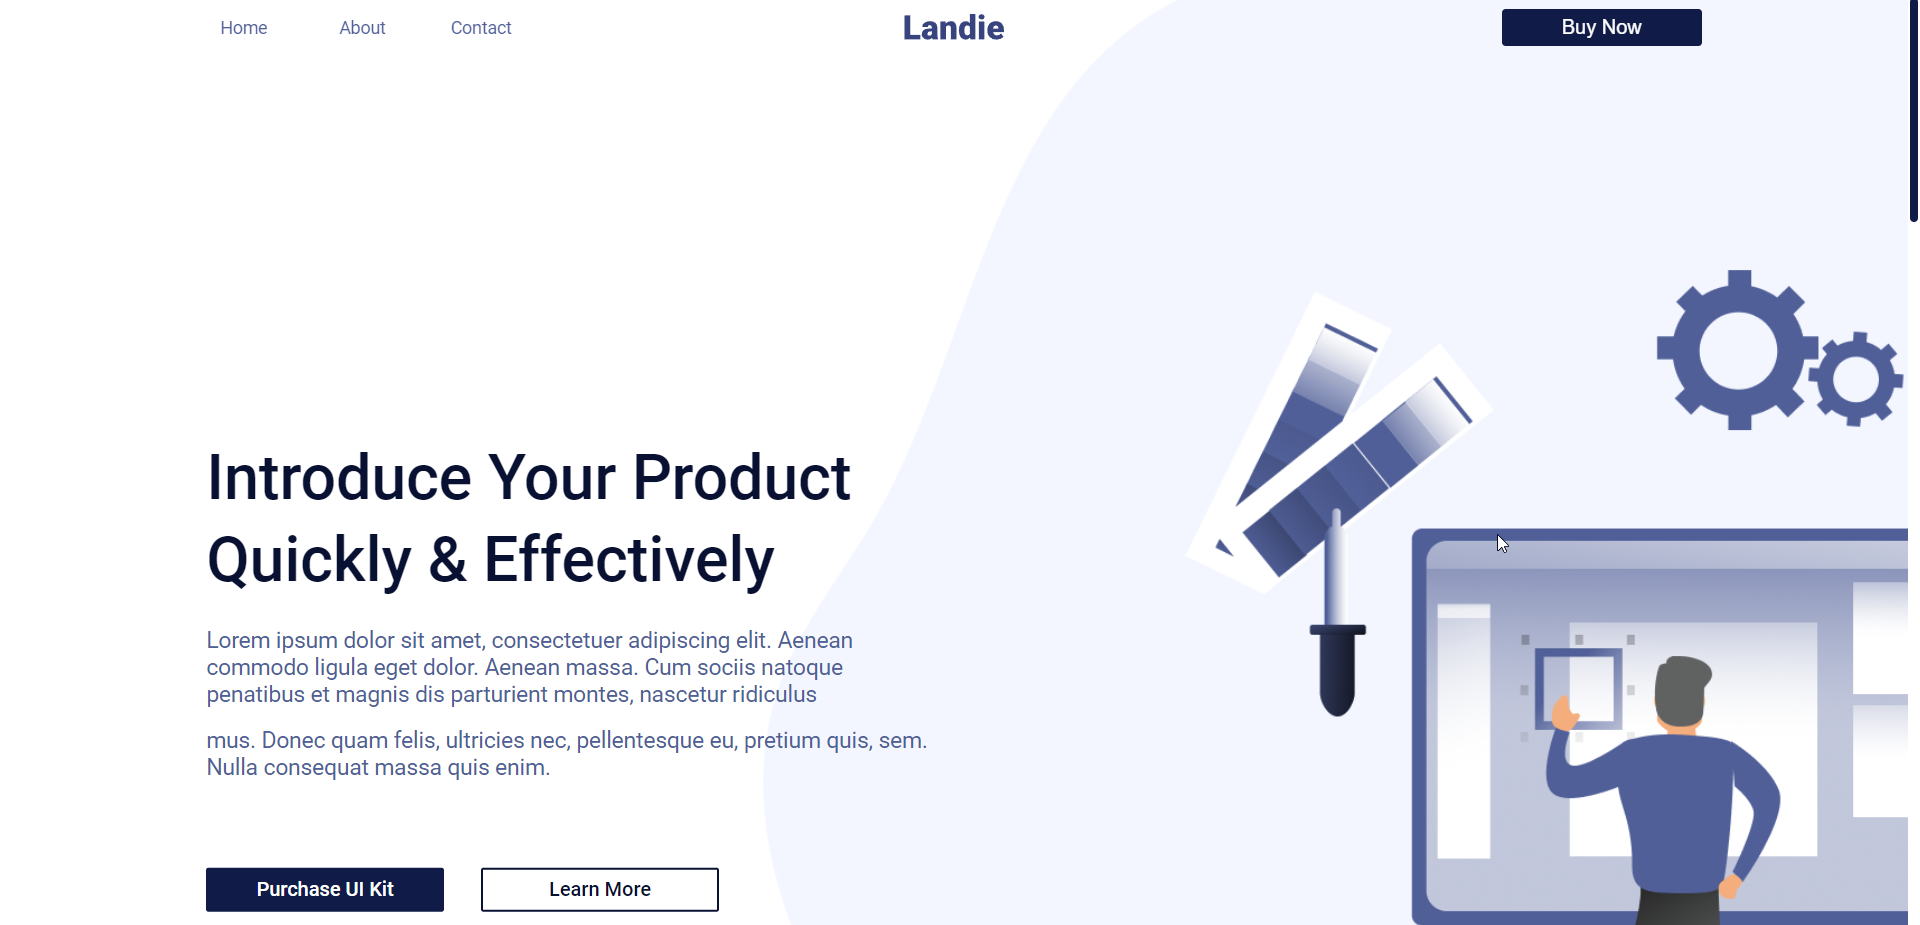 Home
About
Contact
Landie
Buy Now
Introduce Your Product
Quickly & Effectively
Lorem ipsum dolor sit amet, consectetuer adipiscing elit. Aenean
commodo ligula eget dolor. Aenean massa. Cum sociis natoque
penatibus et magnis dis parturient montes, nascetur ridiculus
mus. Donec quam felis, ultricies nec, pellentesque eu, pretium quis, sem.
Nulla consequat massa quis enim.
Purchase UI Kit
Learn More